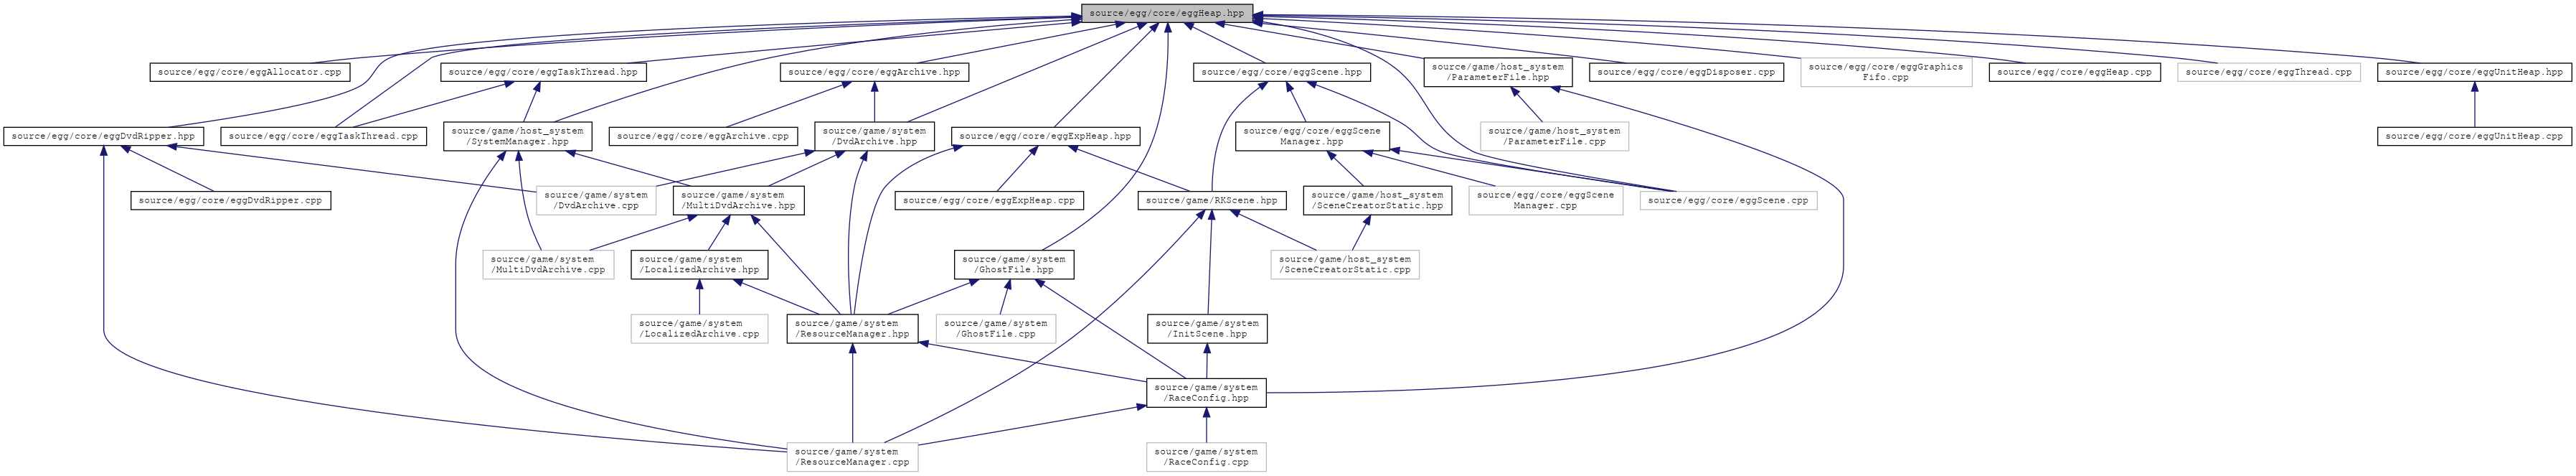 source/egg/core/eggHeap.hpp
source/egg/core/eggAllocator.cpp
source/egg/core/eggTaskThread.hpp
source/egg/core/eggArchive.hpp
source/egg/core/eggScene.hpp
source/game/host_system
/ParameterFile.hpp
source/egg/core/eggDisposer.cpp
source/egg/core/eggGraphics
Fifo.cpp
source/egg/core/eggHeap.cpp
source/egg/core/eggThread.cpp
source/egg/core/eggUnitHeap.hpp
source/egg/core/eggDvdRipper.hpp
source/egg/core/eggTaskThread.cpp
source/game/host_system
/SystemManager.hpp
source/egg/core/eggArchive.cpp
source/game/system
/DvdArchive.hpp
source/egg/core/eggExpHeap.hpp
source/egg/core/eggScene
Manager.hpp
source/game/host_system
/ParameterFile.cpp
source/egg/core/eggUnitHeap.cpp
source/egg/core/eggDvdRipper.cpp
source/game/system
/DvdArchive.cpp
source/game/system
/MultiDvdArchive.hpp
source/egg/core/eggExpHeap.cpp
source/game/RKScene.hpp
source/game/host_system
/SceneCreatorStatic.hpp
source/egg/core/eggScene
Manager.cpp
source/egg/core/eggScene.cpp
source/game/system
/MultiDvdArchive.cpp
source/game/system
/LocalizedArchive.hpp
source/game/system
/GhostFile.hpp
source/game/host_system
/SceneCreatorStatic.cpp
source/game/system
/LocalizedArchive.cpp
source/game/system
/ResourceManager.hpp
source/game/system
/GhostFile.cpp
source/game/system
/InitScene.hpp
source/game/system
/RaceConfig.hpp
source/game/system
/ResourceManager.cpp
source/game/system
/RaceConfig.cpp